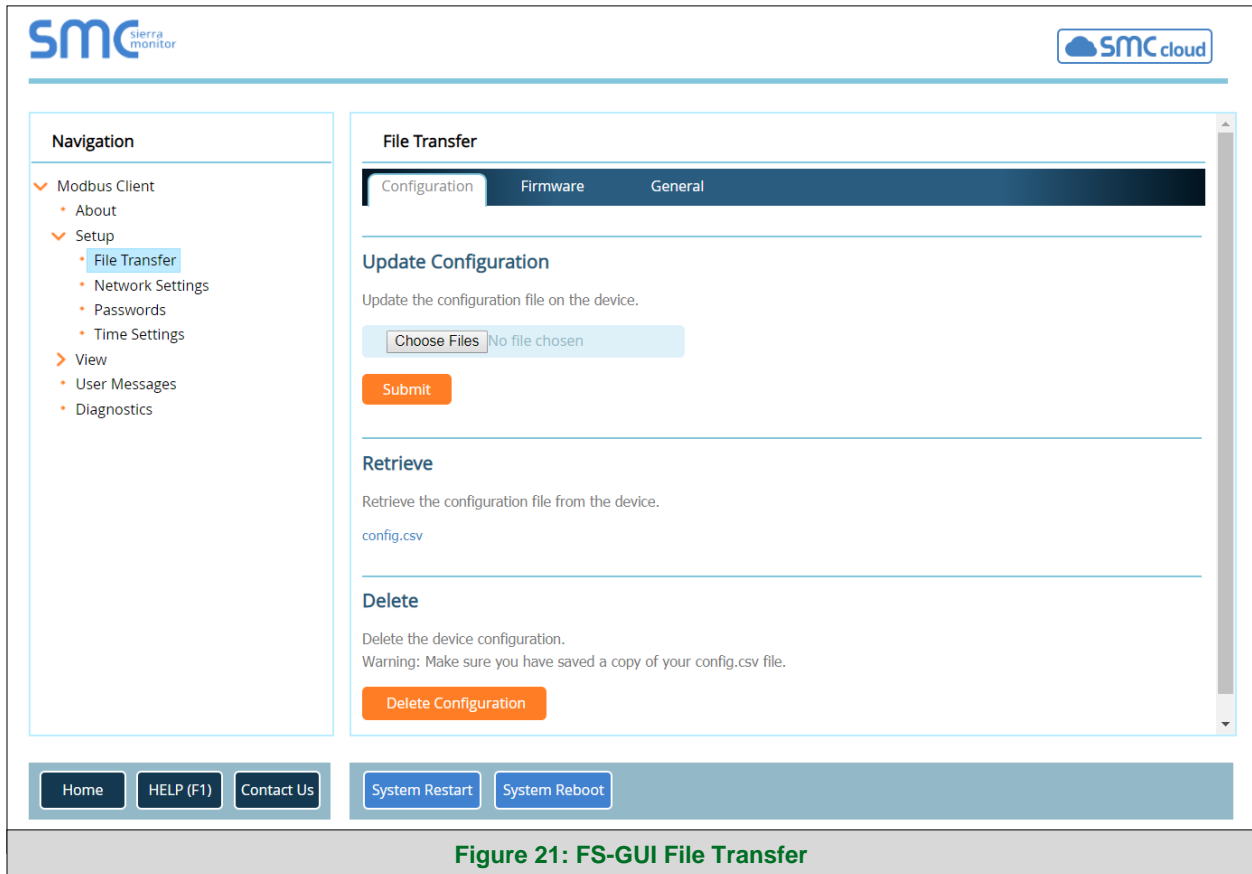 SMC sierra monitor
SMC cloud
Navigation
Modbus Client
About
Setup
File Transfer
Network Settings
Passwords
Time Settings
View
User Messages
Diagnostics
File Transfer
Configuration Firmware General
Update Configuration
Update the configuration file on the device.
Choose Files No file chosen
Submit
Retrieve
Retrieve the configuration file from the device.
config.csv
Delete
Delete the device configuration.
Warning: Make sure you have saved a copy of your config.csv file.
Delete Configuration
Home HELP (F1) Contact Us System Restart System Reboot
Figure 21: FS-GUI File Transfer